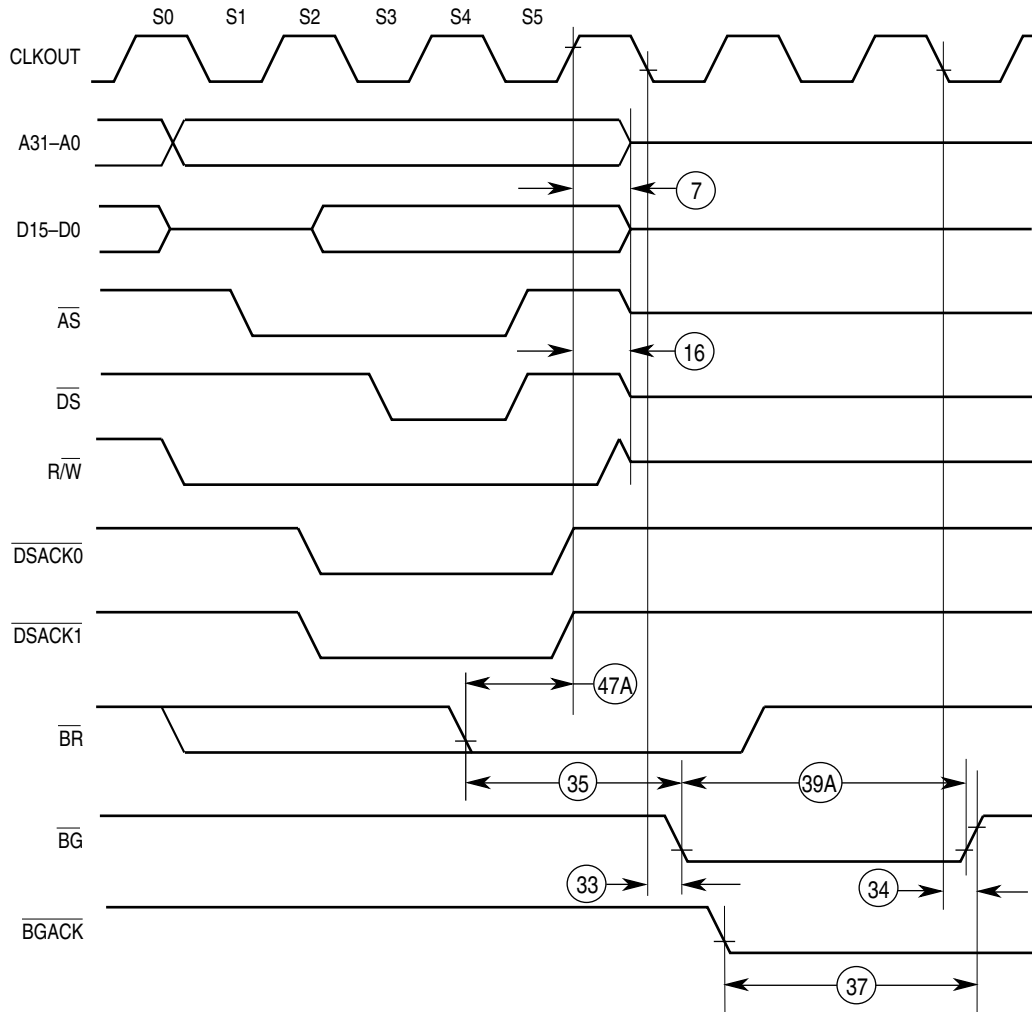 S0 S1 S2 S3 S4 S5
CLKOUT
A31–A0
7
D15–D0
AS
16
DS
R/W
DSACK0
DSACK1
47A
BR
35
39A
BG
33
34
BGACK
37